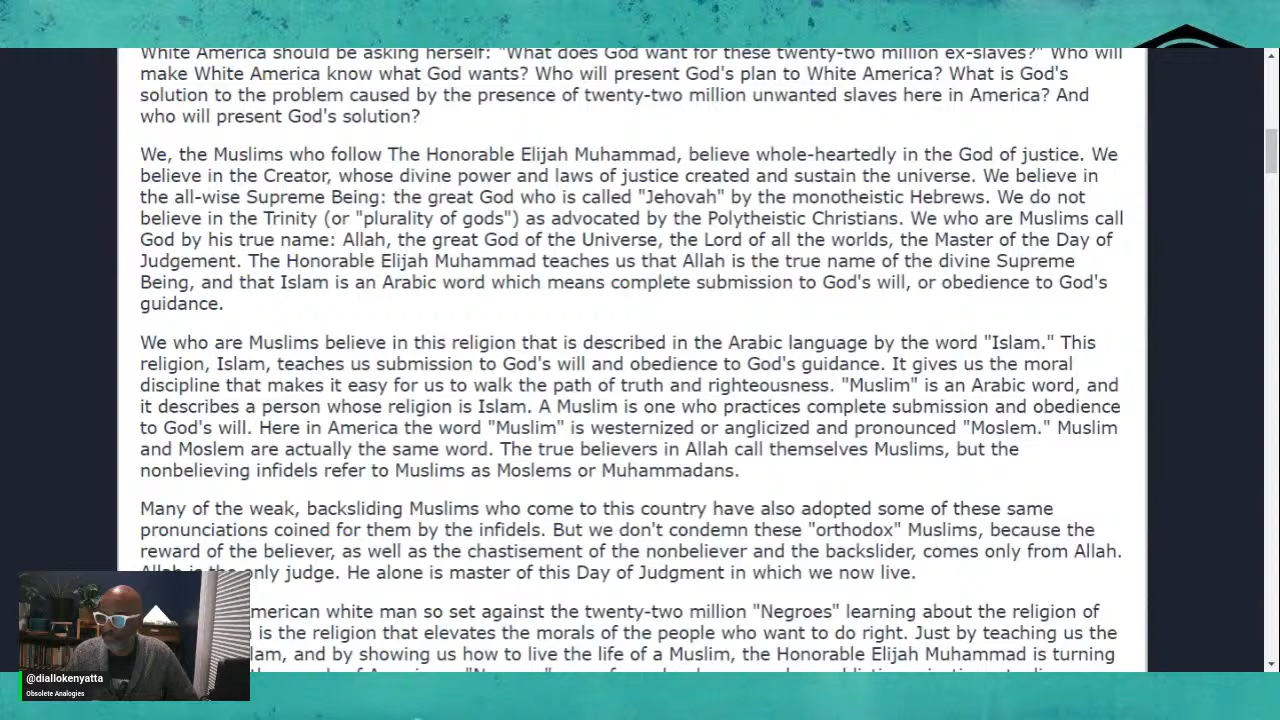 White America should be asking herself: "What does God want for these twenty-two million ex-slaves?" Who will
make White America know what God wants? Who will present God's plan to White America? What is God's
solution to the problem caused by the presence of twenty-two million unwanted slaves here in America? And
who will present God's solution?
We, the Muslims who follow The Honorable Elijah Muhammad, believe whole-heartedly in the God of justice. We
believe in the Creator, whose divine power and laws of justice created and sustain the universe. We believe in
the all-wise Supreme Being: the great God who is called "Jehovah" by the monotheistic Hebrews. We do not
believe in the Trinity (or "plurality of gods") as advocated by the Polytheistic Christians. We who are Muslims call
God by his true name: Allah, the great God of the Universe, the Lord of all the worlds, the Master of the Day of
Judgement. The Honorable Elijah Muhammad teaches us that Allah is the true name of the divine Supreme
Being, and that Islam is an Arabic word which means complete submission to God's will, or obedience to God's
guidance.
We who are Muslims believe in this religion that is described in the Arabic language by the word "Islam." This
religion, Islam, teaches us submission to God's will and obedience to God's guidance. It gives us the moral
discipline that makes it easy for us to walk the path of truth and righteousness. "Muslim" is an Arabic word, and
it describes a person whose religion is Islam. A Muslim is one who practices complete submission and obedience
to God's will. Here in America the word "Muslim" is westernized or anglicized and pronounced "Moslem." Muslim
and Moslem are actually the same word. The true believers in Allah call themselves Muslims, but the
nonbelieving infidels refer to Muslims as Moslems or Muhammadans.
Many of the weak, backsliding Muslims who come to this country have also adopted some of these same
pronunciations coined for them by the infidels. But we don't condemn these "orthodox" Muslims, because the
reward of the believer, as well as the chastisement of the nonbeliever and the backslider, comes only from Allah.
Allah is the only judge. He alone is master of this Day of Judgment in which we now live.
merican white man so set against the twenty-two million "Negroes" learning about the religion of
is the religion that elevates the morals of the people who want to do right. Just by teaching us the
lam, and by showing us how to live the life of a Muslim, the Honorable Elijah Muhammad is turning
@diallokenyatta
Obsolete Analogies